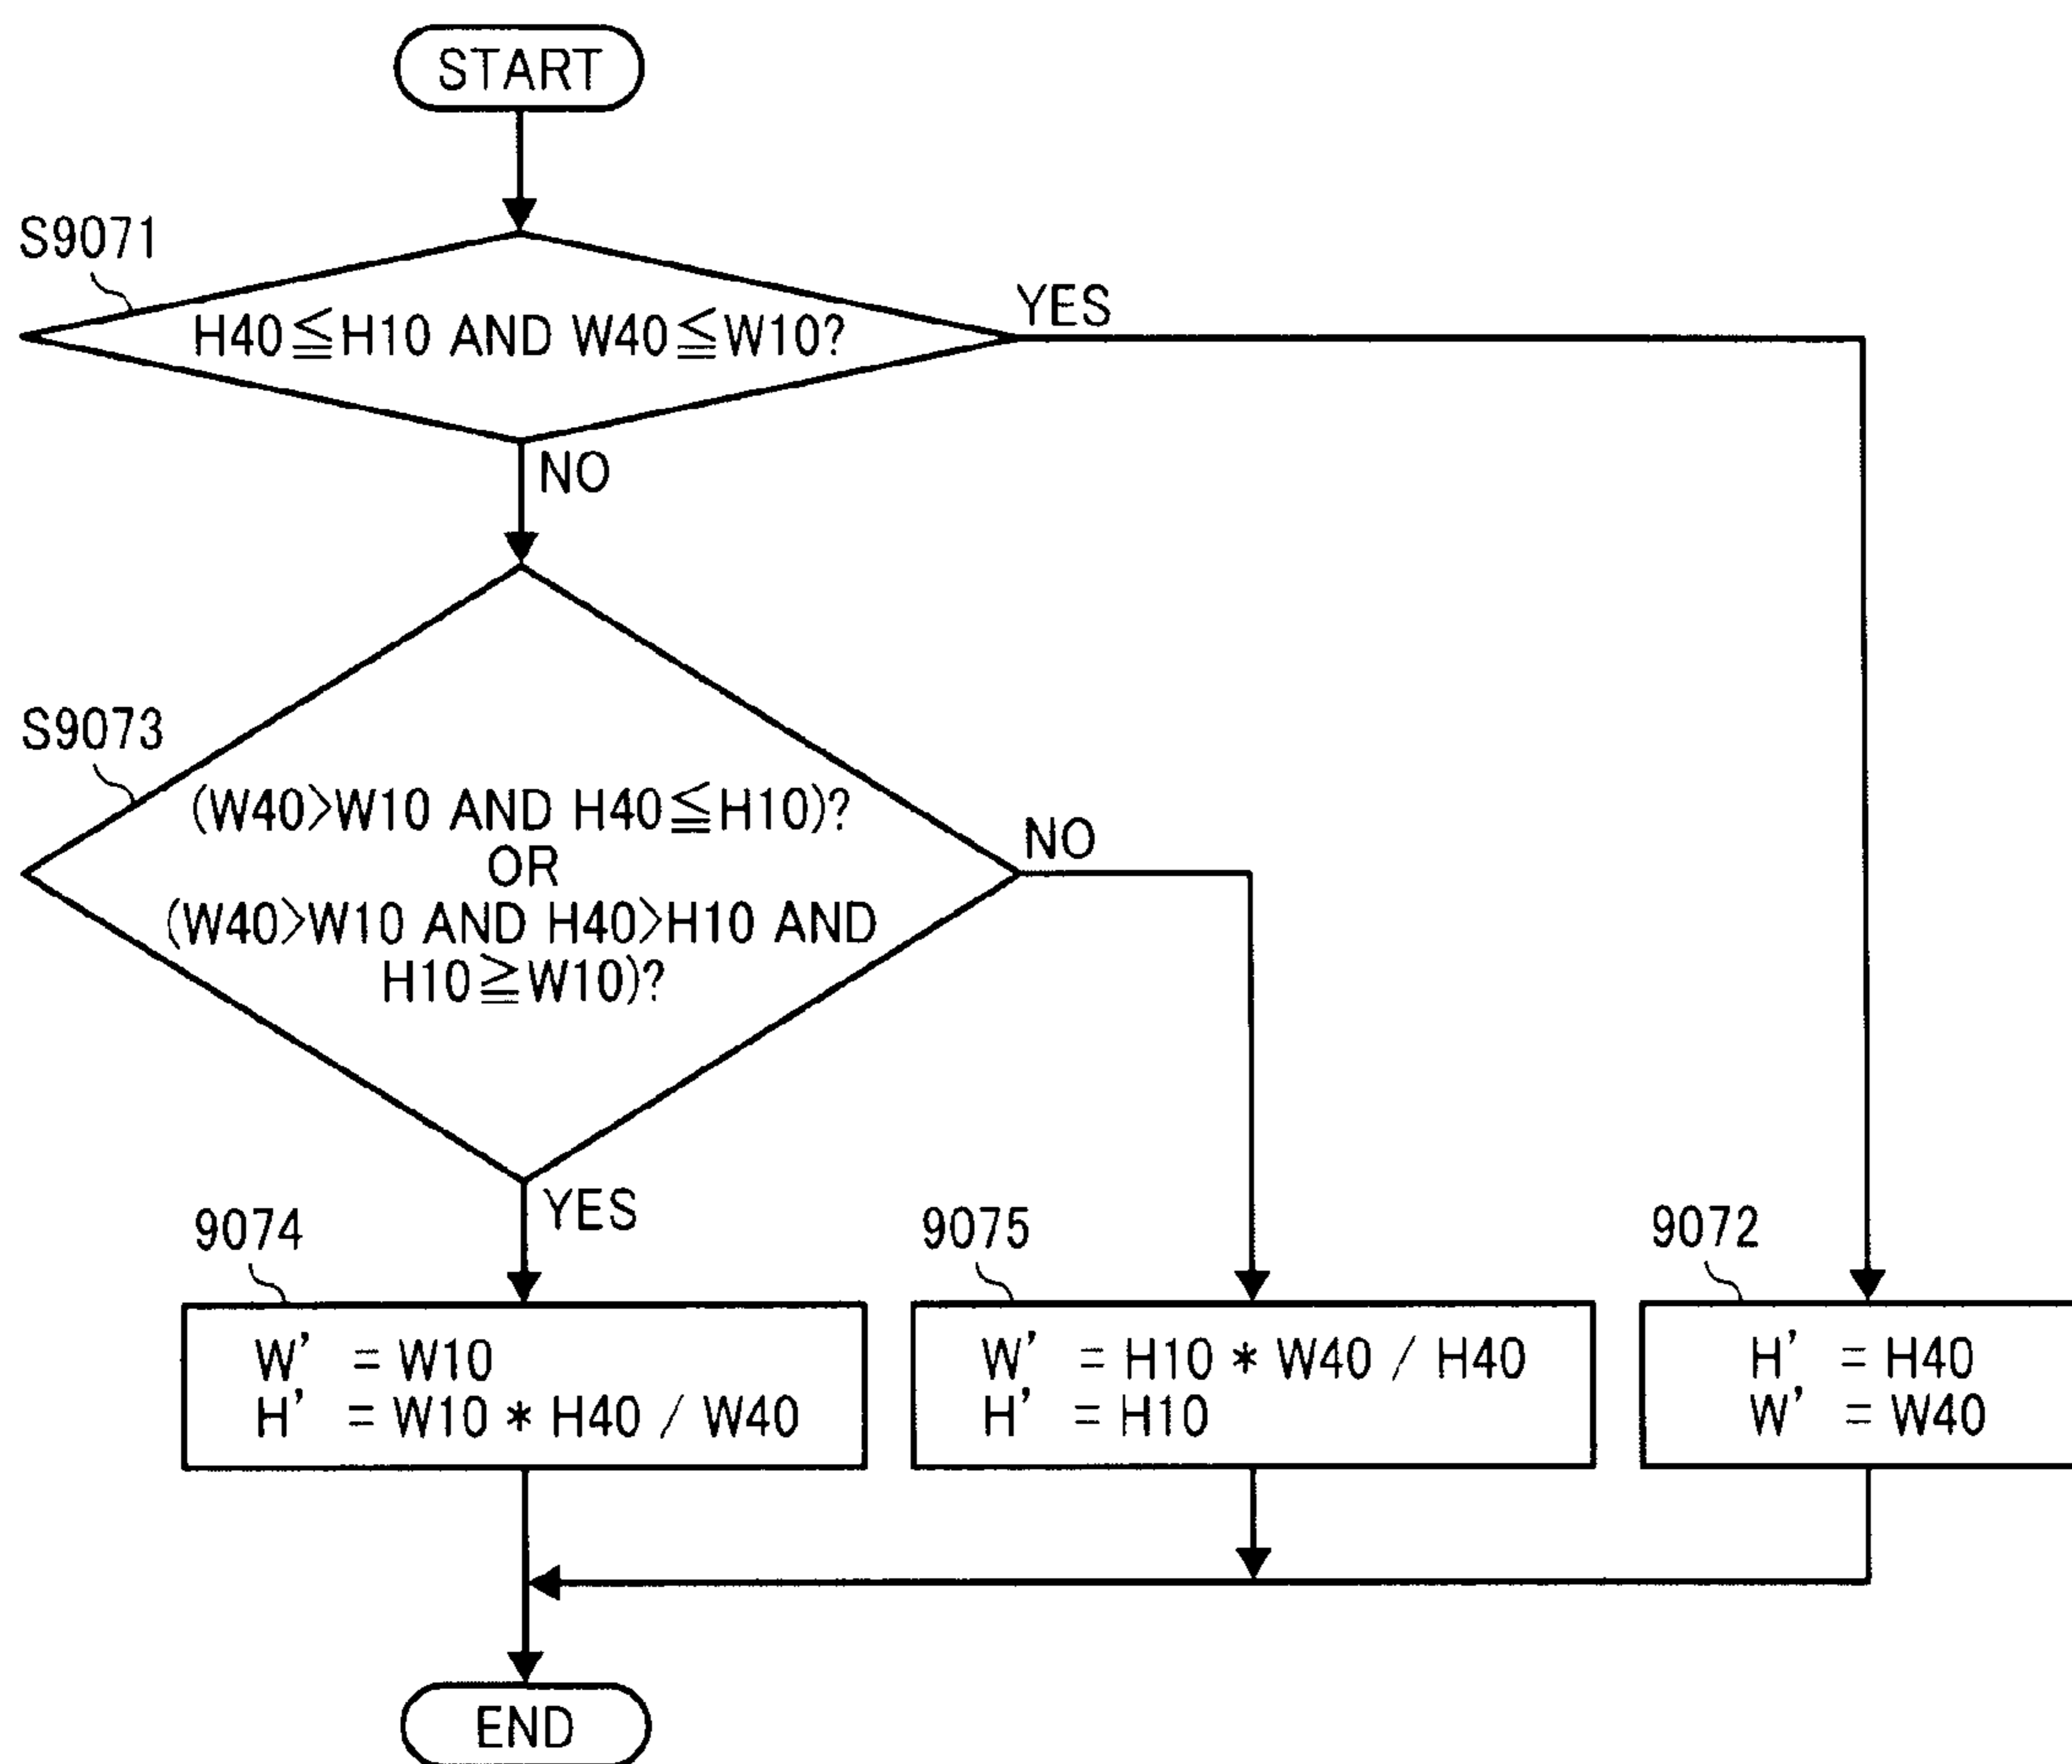 START
S9071
H40≦H10 AND W40≦W10?
YES
NO
S9073
(W40>W10 AND H40≦H10)?
OR
(W40>W10 AND H40>H10 AND
H10≧W10)?
NO
YES
9074
W' = W10
H' = W10 * H40 / W40
9075
W' = H10 * W40 / H40
H' = H10
9072
H' = H40
W' = W40
END